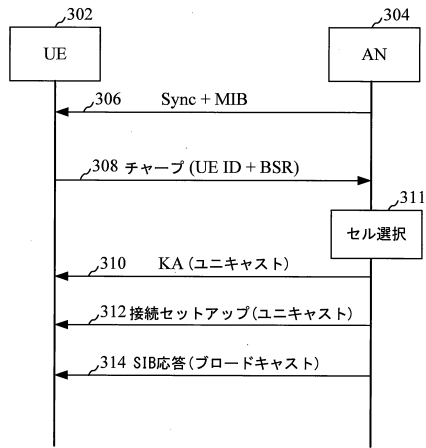 302
304
UE
AN
306 Sync + MIB
308 チャープ (UE ID + BSR)
311
セル選択
310 KA (ユニキャスト)
312 接続セットアップ(ユニキャスト)
314 SIB応答(ブロードキャスト)